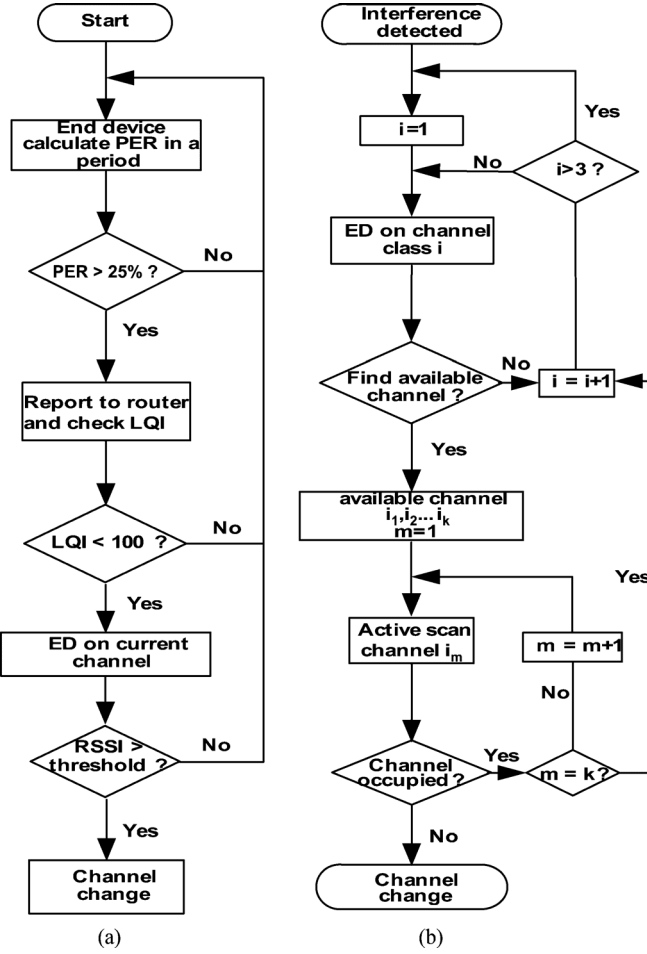 Start
End device
calculate PER in a
period
PER > 25% ?
No
Yes
Report to router
and check LQI
LQI < 100 ?
No
Yes
ED on current
channel
RSSI >
threshold ?
No
Yes
Channel
change
(a)
Interference
detected
i=1
Yes
No
i>3 ?
ED on channel
class i
Find available
channel ?
No
i = i+1
Yes
available channel
i1,i2... ik
m=1
Yes
Active scan
channel im
m = m+1
No
Channel
occupied ?
Yes
m = k?
No
Channel
change
(b)